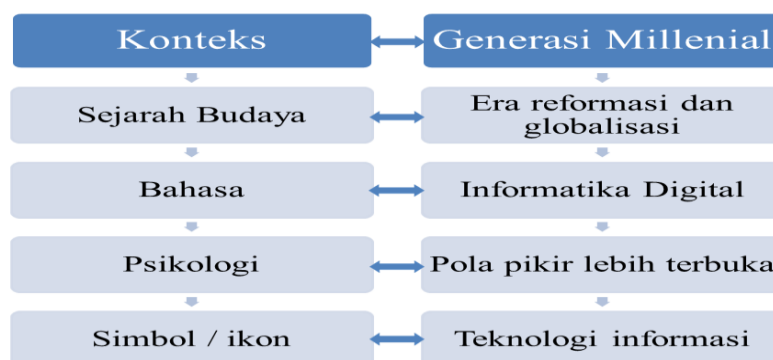 Konteks
Generasi Millenial
Sejarah Budaya
Era reformasi dan
globalisasi
Bahasa
Informatika Digital
Psikologi
Pola pikir lebih terbuka
Simbol / ikon
Teknologi informasi